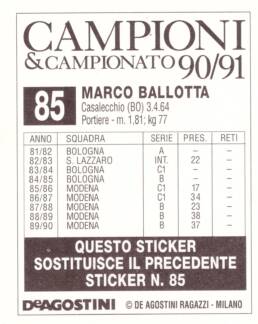 CAMPIONI
& CAMPIONATO 90/91
85 MARCO BALLOTTA
Casalecchio (BO) 3.4.64
Portiere - m. 1,81; kg 77
ANNO SQUADRA SERIE PRES. RETI
81/82 BOLOGNA A – –
82/83 S. LAZZARO INT. 22 –
83/84 BOLOGNA C1 – –
84/85 BOLOGNA B – –
85/86 MODENA C1 17 –
86/87 MODENA C1 34 –
87/88 MODENA B 23 –
88/89 MODENA B 38 –
89/90 MODENA B 37 –
QUESTO STICKER
SOSTITUISCE IL PRECEDENTE
STICKER N. 85
DeAGOSTINI © DE AGOSTINI RAGAZZI - MILANO